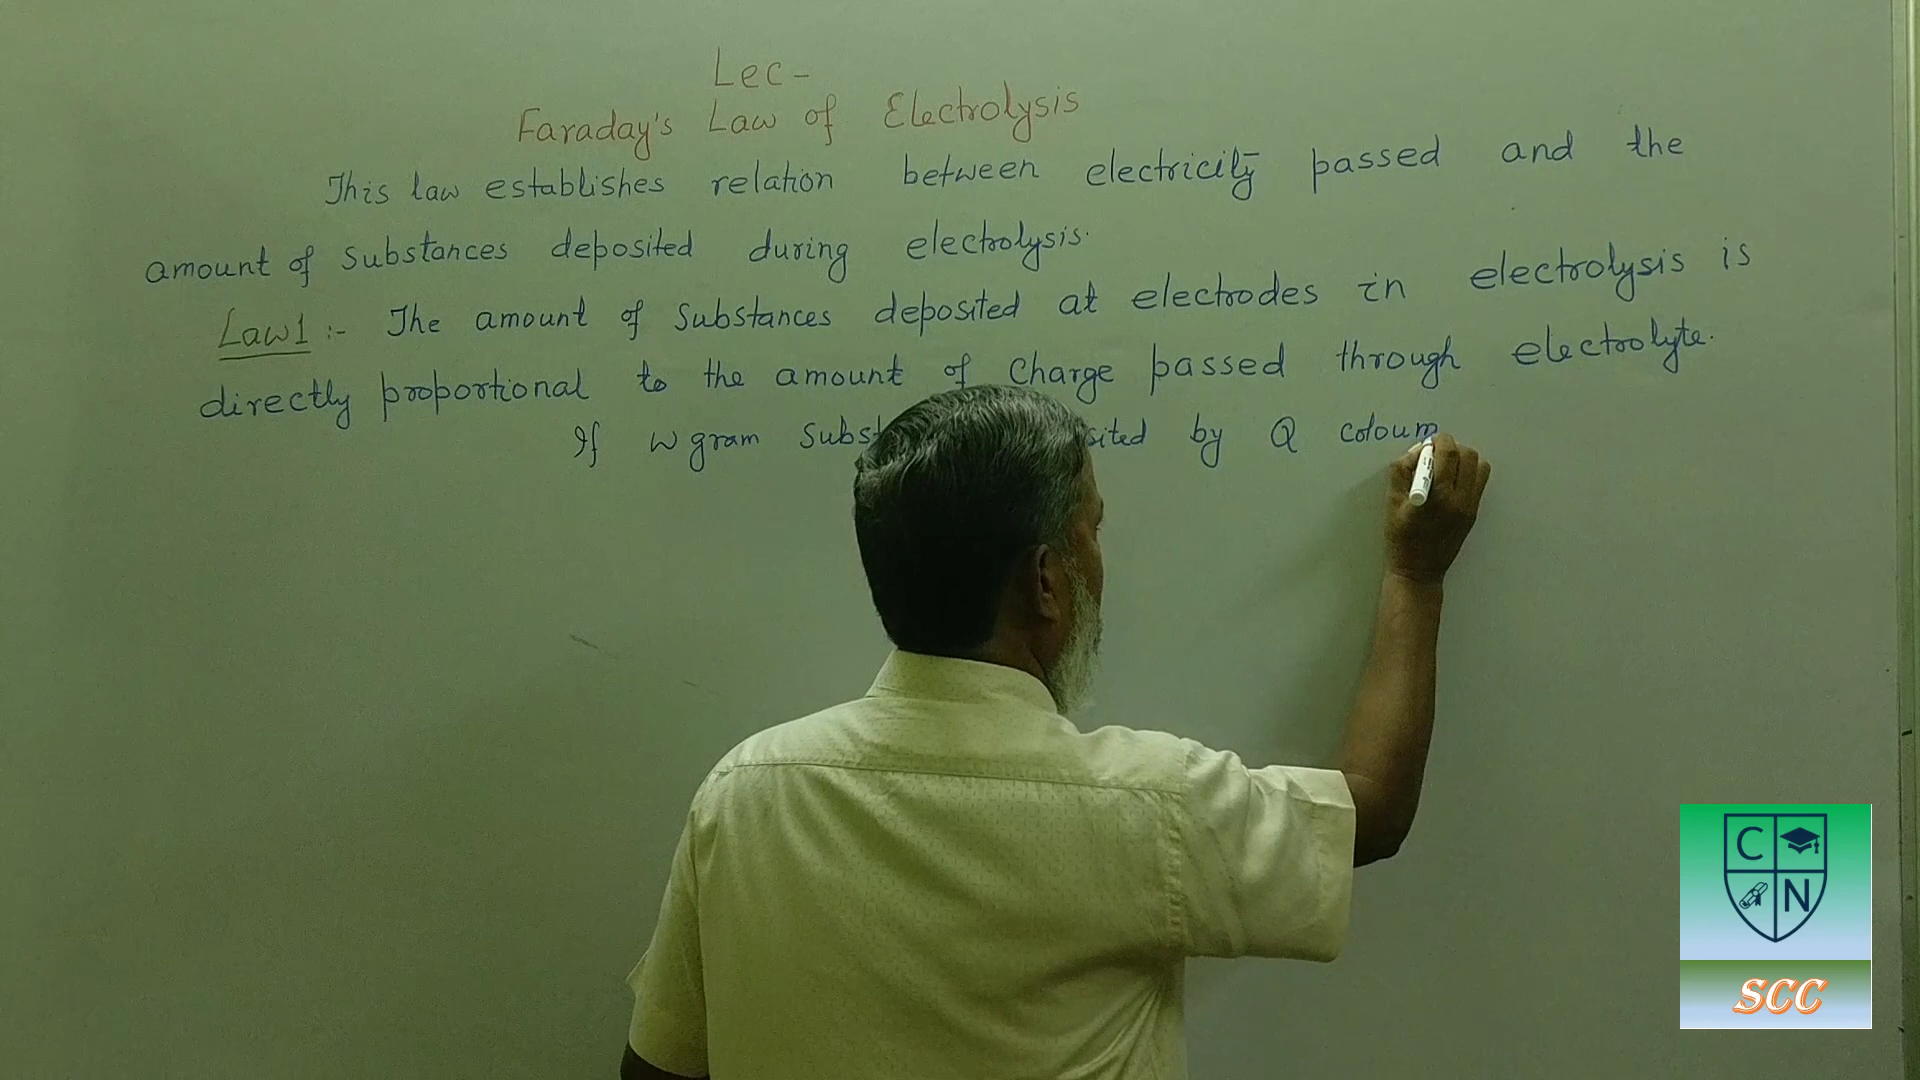 Lec-
Faraday's Law of Electrolysis
This law establishes relation between electricity passed and the
amount of substances deposited during electrolysis.
Law1:- The amount of substances deposited at electrodes in electrolysis is
directly proportional to the amount of charge passed through electrolyte.
If w gram subst sited by Q coloum
C
N
SCC